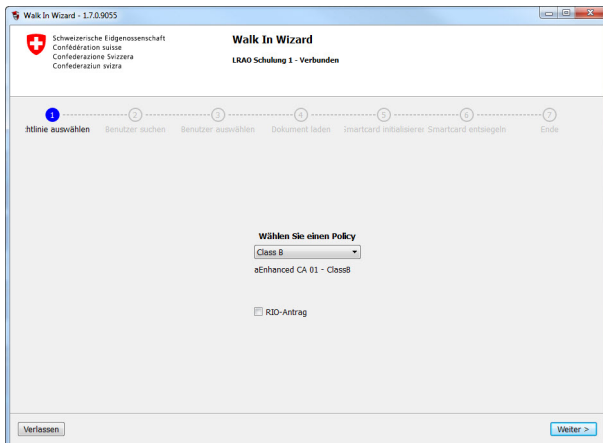 Walk In Wizard - 1.7.0.9055
Schweizerische Eidgenossenschaft
Confédération suisse
Confederazione Svizzera
Confederaziun svizra
Walk In Wizard
LRAO Schulung 1 - Verbunden
1 2 3 4 5 6 7
htlinie auswählen Benutzer suchen Benutzer auswählen Dokument laden Smartcard initialisieren Smartcard entsiegeln Ende
Wählen Sie einen Policy
Class B
aEnhanced CA 01 - ClassB
RIO-Antrag
Verlassen
Weiter >